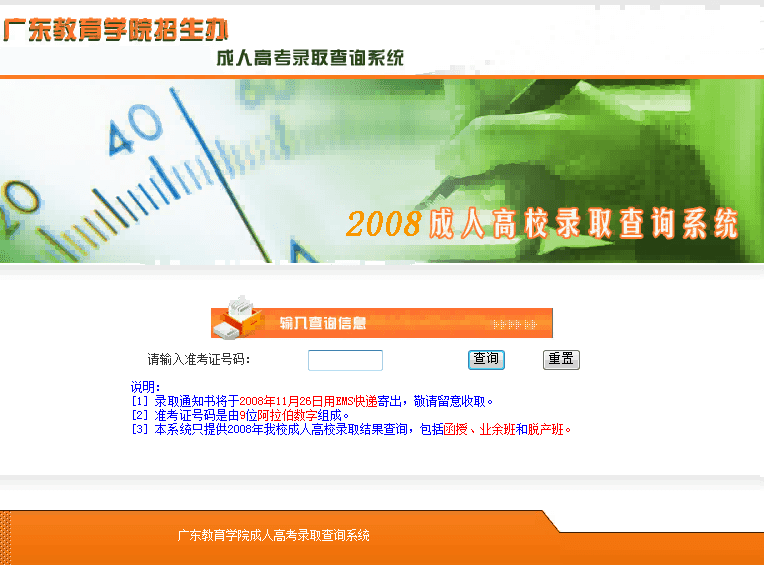 广东教育学院招生办
成人高考录取查询系统
20 40 60
2008成人高校录取查询系统
输入查询信息
请输入准考证号码： 查询 重置
说明：
[1] 录取通知书将于2008年11月26日用EMS快递寄出，敬请留意收取。
[2] 准考证号码是由9位阿拉伯数字组成。
[3] 本系统只提供2008年我校成人高校录取结果查询，包括函授、业余班和脱产班。
广东教育学院成人高考录取查询系统